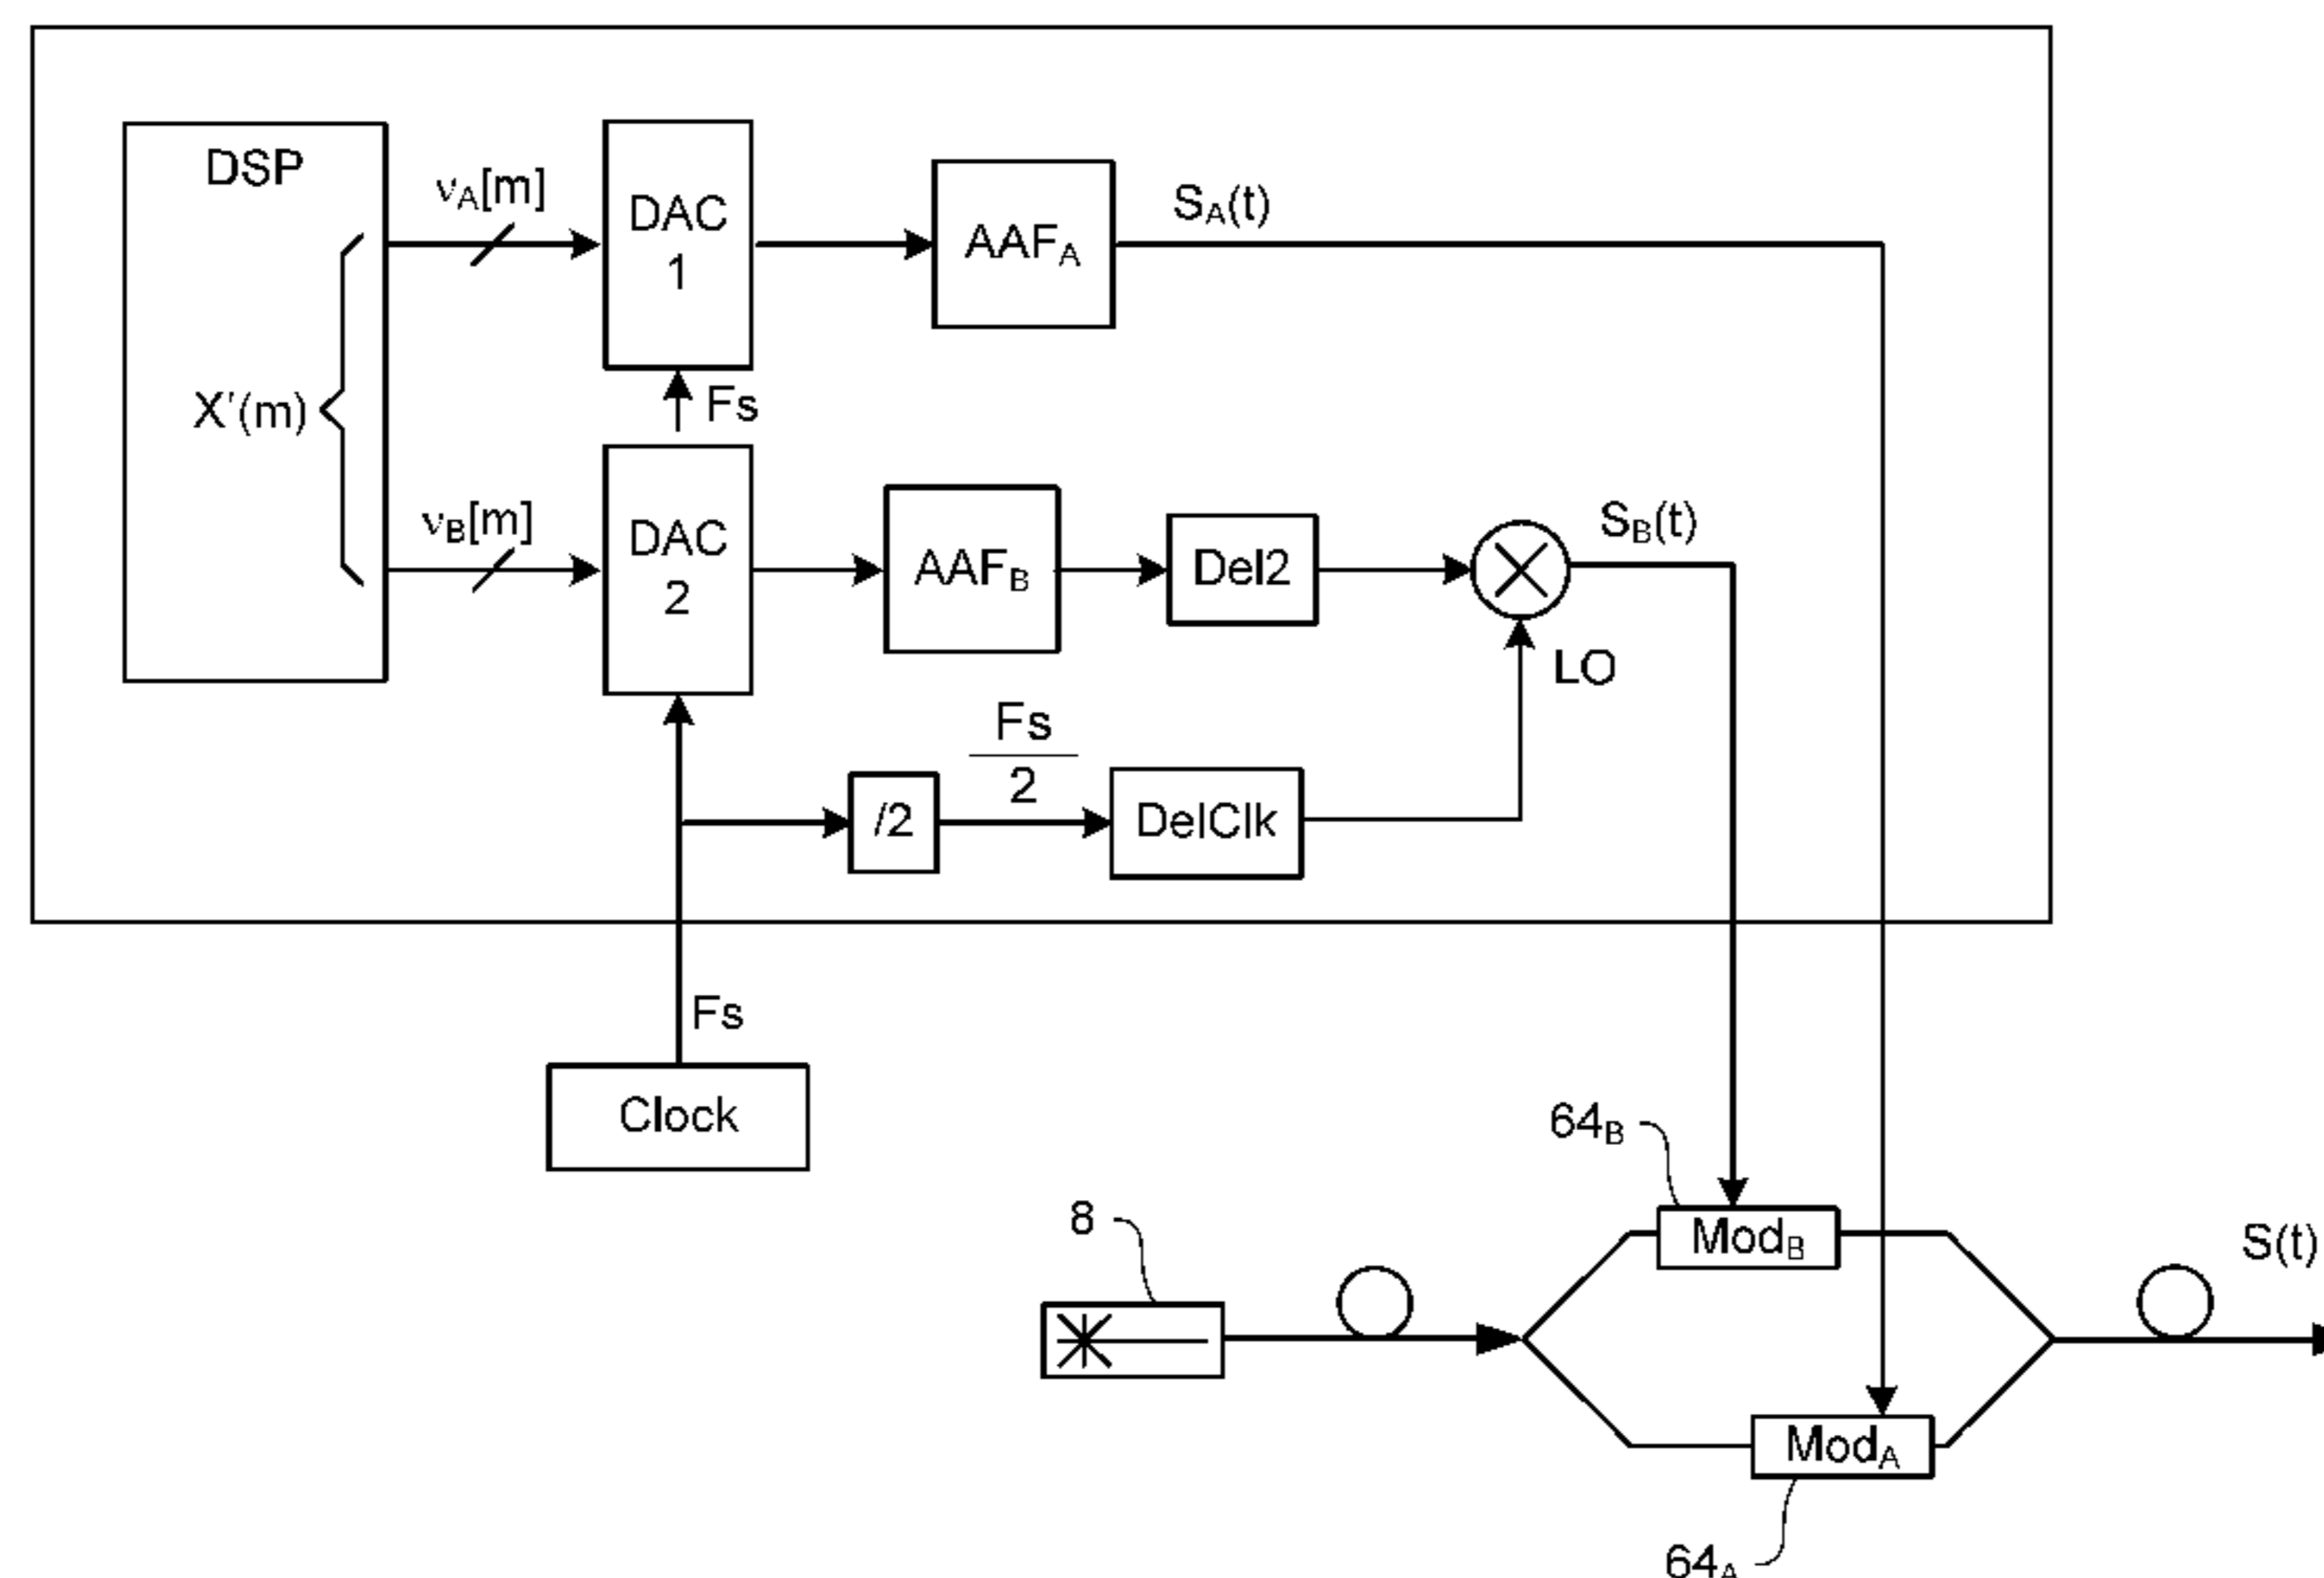 DSP
X'(m)
vA[m]
vB[m]
DAC
1
Fs
DAC
2
AAFA
SA(t)
AAFB
Del2
SB(t)
LO
/2
Fs
2
DelClk
Fs
Clock
8
64B
ModB
ModA
64A
S(t)